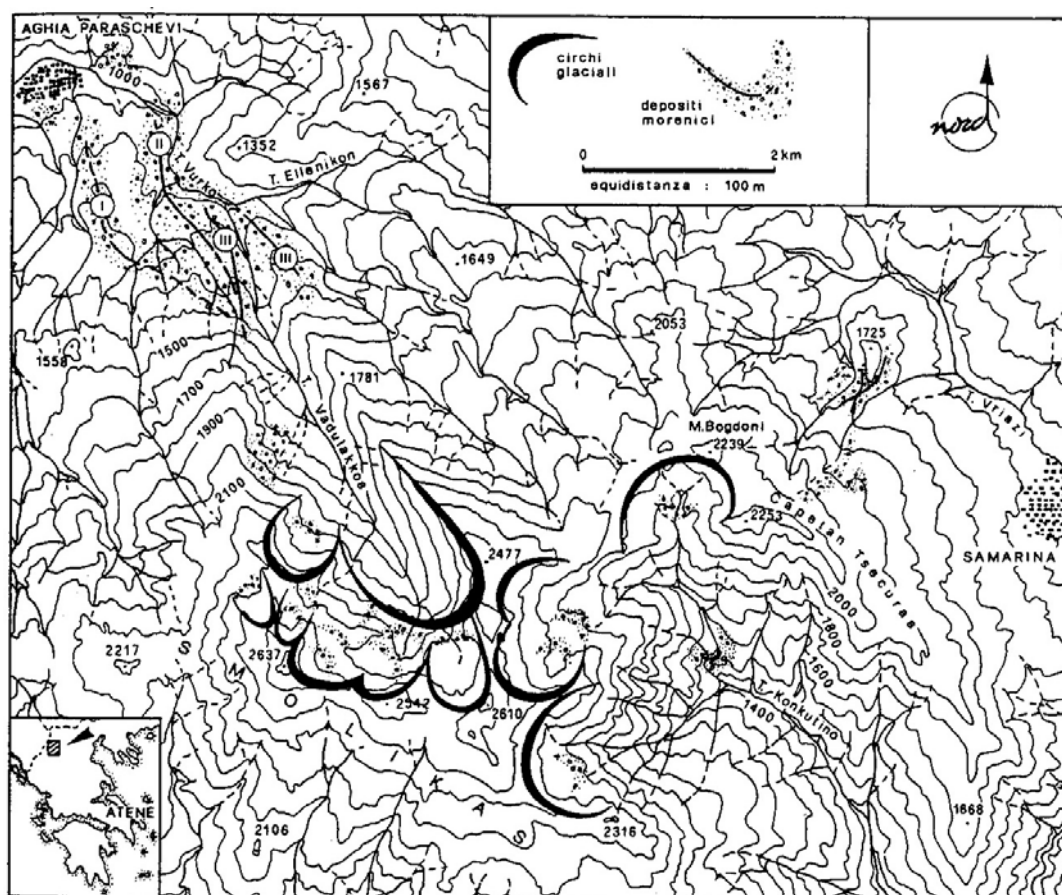 AGHIA PARASCHEVI
1000
1567
circhi
glaciali
depositi
morenici
nord
II
1352
T. Ellenikon
0 2 km
equidistanza : 100 m
Vurko
I
III
III
1649
2053
1725
1558
1500
1781
1700
T. Vadulakkoa
1900
M. Bogdoni
2239
T. Vriazi
2100
2253
Capetan Tsecuras
SAMARINA
2477
2000
1800
1600
2217
2637
SMOLIKAS
2542
2610
T. Konkutino
1400
ATENE
2106
2316
1668